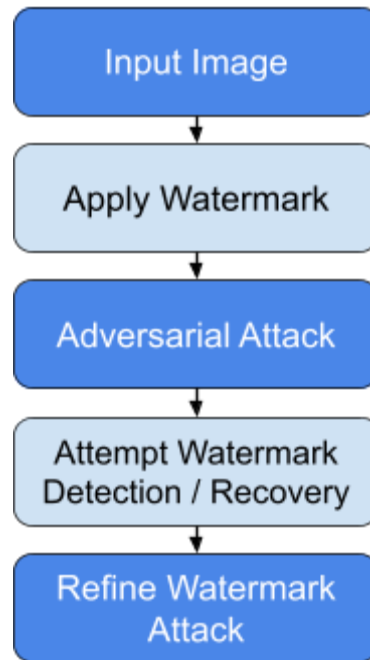 Input Image
Apply Watermark
Adversarial Attack
Attempt Watermark
Detection / Recovery
Refine Watermark
Attack